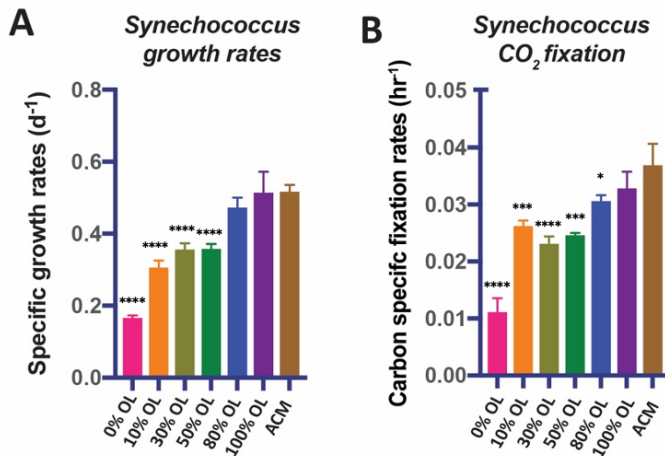 A
Synechococcus
growth rates
Specific growth rates (d-1)
0.8
0.6
0.4
0.2
0.0
****
****
****
****
0% OL
10% OL
30% OL
50% OL
80% OL
100% OL
ACM
B
Synechococcus
CO2 fixation
Carbon specifc fixation rates (hr-1)
0.05
0.04
0.03
0.02
0.01
0.00
****
***
****
***
*
0% OL
10% OL
30% OL
50% OL
80% OL
100% OL
ACM